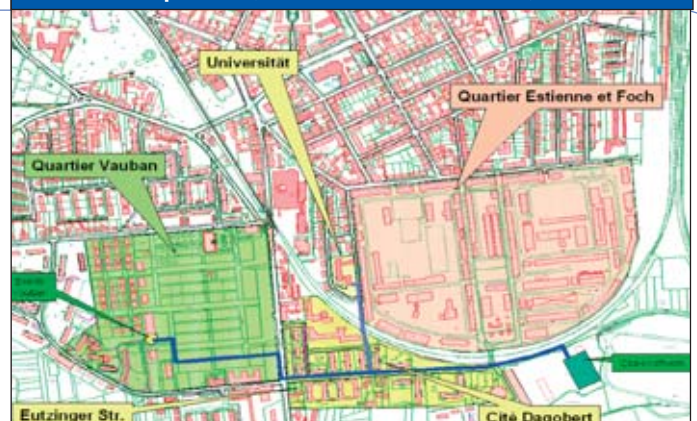 Universität
Quartier Estienne et Foch
Quartier Vauban
Eutzinger Str.
Cité Dagobert